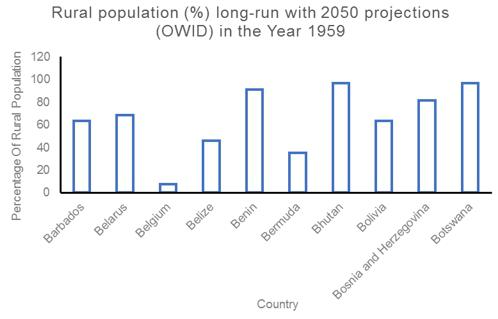 Rural population (%) long-run with 2050 projections
(OWID) in the Year 1959
Percentage Of Rural Population
120
100
80
60
40
20
0
Barbados
Belarus
Belgium
Belize
Benin
Bermuda
Bhutan
Bolivia
Bosnia and Herzegovina
Botswana
Country